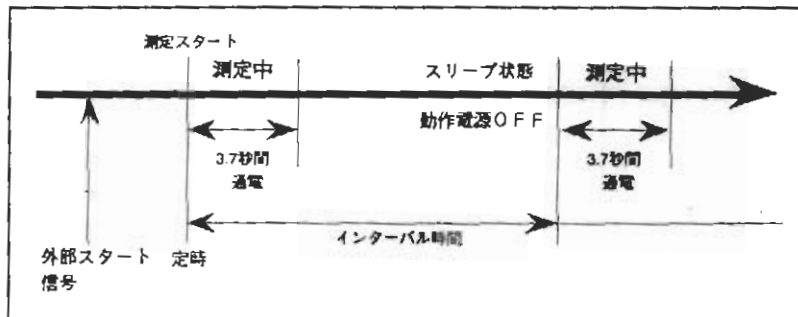 測定スタート
測定中
スリープ状態
測定中
動作電源OFF
3.7秒間
通電
3.7秒間
通電
インターバル時間
外部スタート
信号
定時